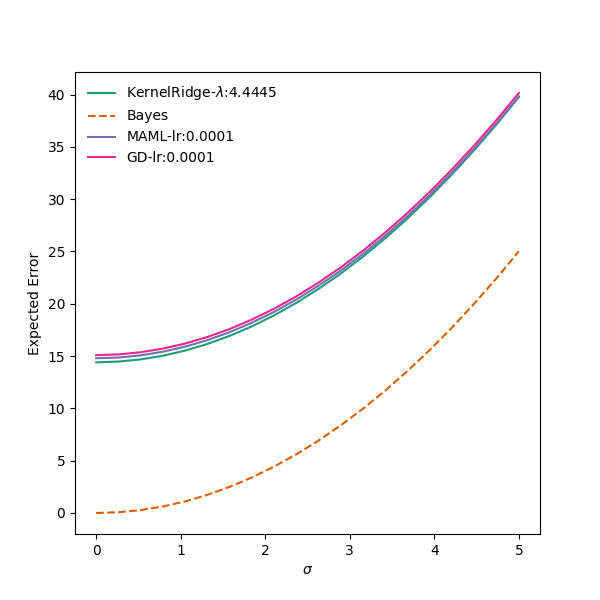 KernelRidge-λ:4.4445
Bayes
MAML-lr:0.0001
GD-lr:0.0001
Expected Error
40
35
30
25
20
15
10
5
0
0 1 2 3 4 5
σ